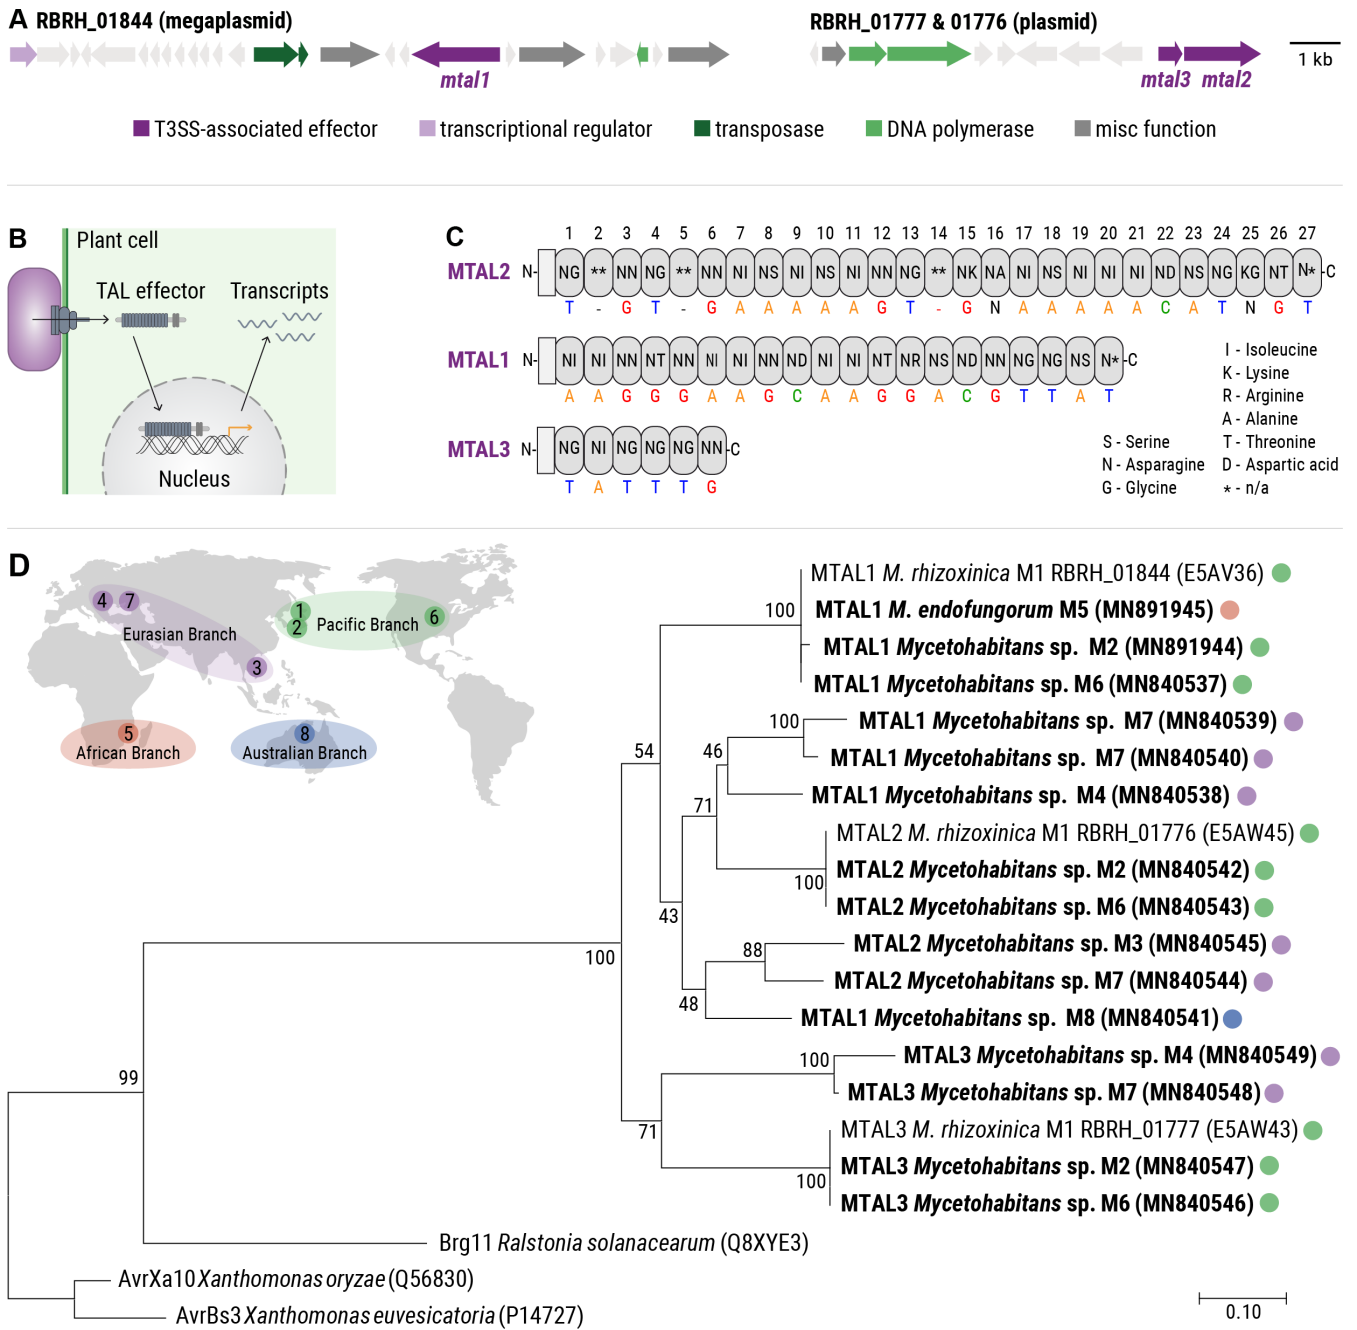 A RBRH_01844 (megaplasmid)
RBRH_01777 & 01776 (plasmid)
1 kb
mtal1
mtal3 mtal2
T3SS-associated effector transcriptional regulator transposase DNA polymerase misc function
B
Plant cell
TAL effector Transcripts
Nucleus
C
1 2 3 4 5 6 7 8 9 10 11 12 13 14 15 16 17 18 19 20 21 22 23 24 25 26 27
MTAL2 N- NG ** NN NG ** NN NI NS NI NS NI NN NG ** NK NA NI NS NI NI NI ND NS NG KG NT N* -C
T - G T - G A A A A A G T - G N A A A A A C A T N G T
MTAL1 N- NI NI NN NT NN NI NI NN ND NI NI NT NR NS ND NN NG NG NS N* -C
A A G G G A A G C A A G G A C G T T A T
MTAL3 N- NG NI NG NG NG NN -C
T A T T T G
I - Isoleucine
K - Lysine
R - Arginine
A - Alanine
S - Serine T - Threonine
N - Asparagine D - Aspartic acid
G - Glycine * - n/a
D
4 7 1 2 6
Eurasian Branch Pacific Branch
3
5 8
African Branch Australian Branch
MTAL1 M. rhizoxinica M1 RBRH_01844 (E5AV36)
100 MTAL1 M. endofungorum M5 (MN891945)
MTAL1 Mycetohabitans sp. M2 (MN891944)
MTAL1 Mycetohabitans sp. M6 (MN840537)
100 MTAL1 Mycetohabitans sp. M7 (MN840539)
54 46 MTAL1 Mycetohabitans sp. M7 (MN840540)
MTAL1 Mycetohabitans sp. M4 (MN840538)
71
MTAL2 M. rhizoxinica M1 RBRH_01776 (E5AW45)
100 MTAL2 Mycetohabitans sp. M2 (MN840542)
MTAL2 Mycetohabitans sp. M6 (MN840543)
43
100 88 MTAL2 Mycetohabitans sp. M3 (MN840545)
MTAL2 Mycetohabitans sp. M7 (MN840544)
48
MTAL1 Mycetohabitans sp. M8 (MN840541)
100 MTAL3 Mycetohabitans sp. M4 (MN840549)
99 MTAL3 Mycetohabitans sp. M7 (MN840548)
71 MTAL3 M. rhizoxinica M1 RBRH_01777 (E5AW43)
100 MTAL3 Mycetohabitans sp. M2 (MN840547)
MTAL3 Mycetohabitans sp. M6 (MN840546)
Brg11 Ralstonia solanacearum (Q8XYE3)
AvrXa10 Xanthomonas oryzae (Q56830)
AvrBs3 Xanthomonas euvesicatoria (P14727)
0.10